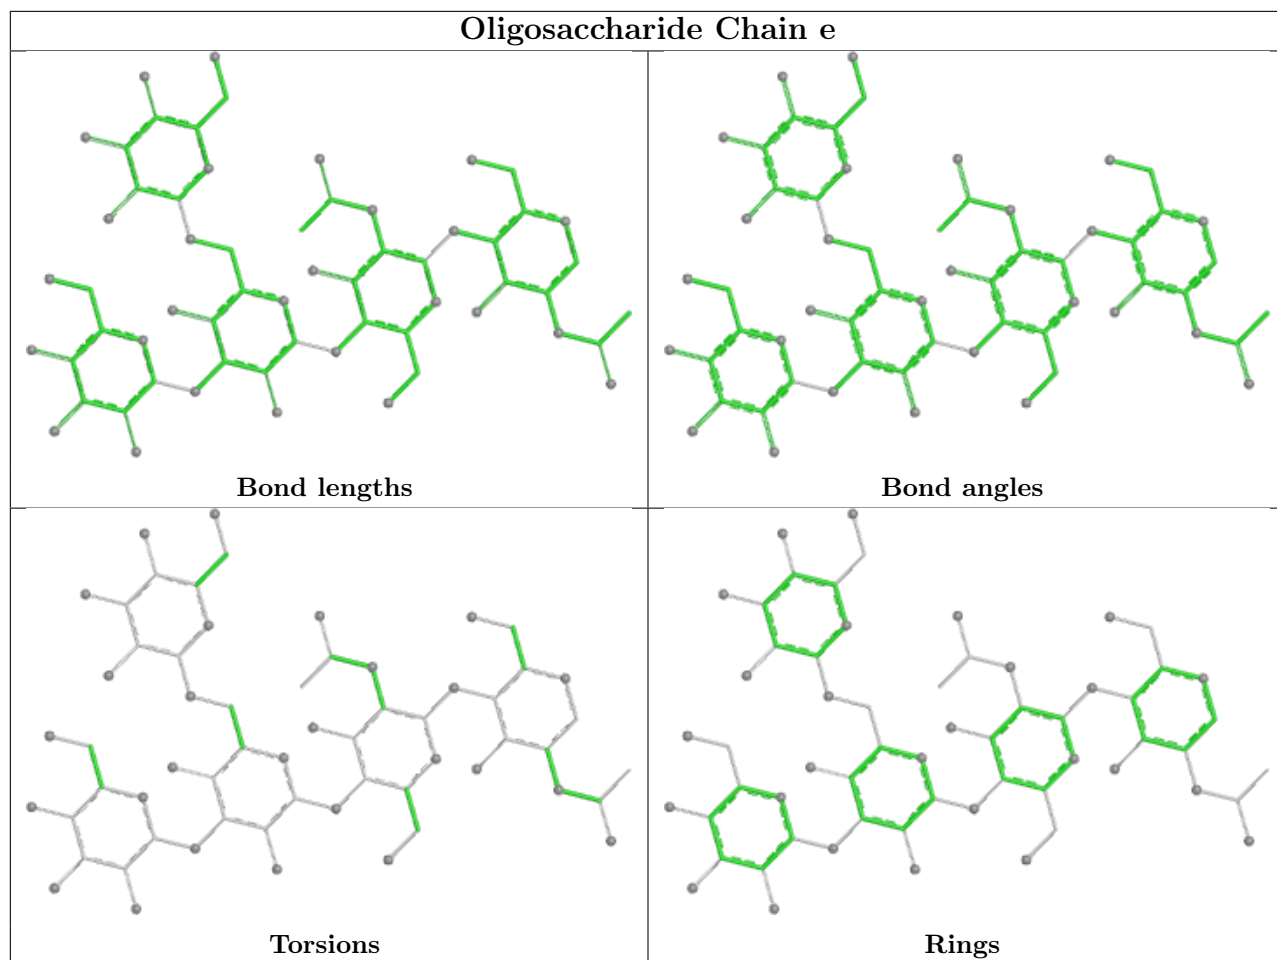 Oligosaccharide Chain e
Bond lengths
Bond angles
Torsions
Rings